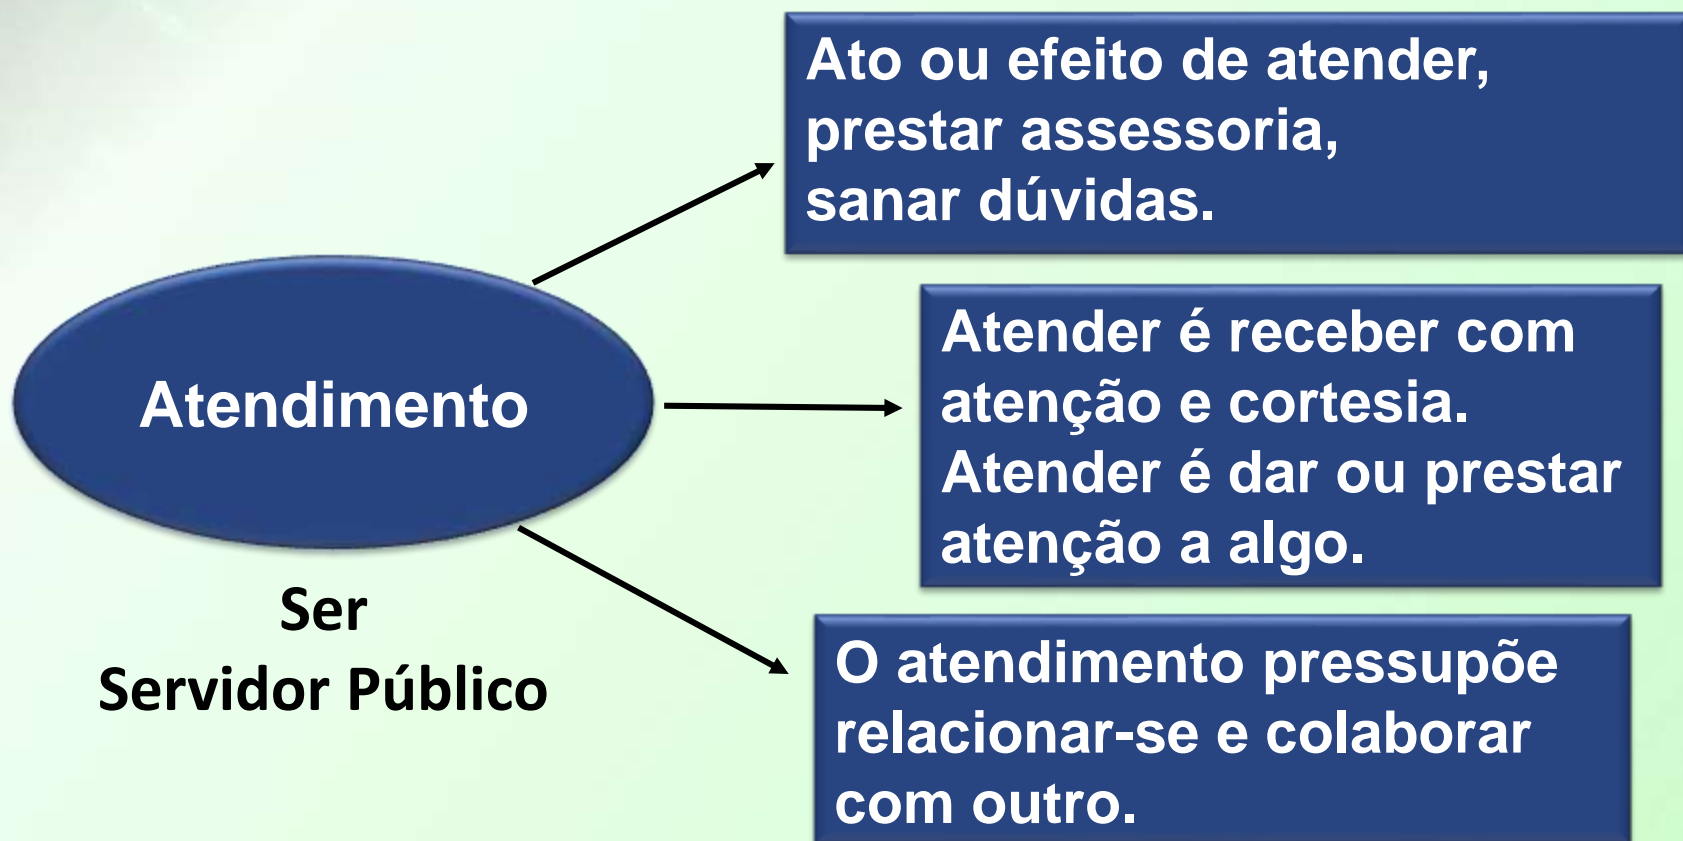 Ato ou efeito de atender,
prestar assessoria,
sanar dúvidas.
Atendimento
Atender é receber com
atenção e cortesia.
Atender é dar ou prestar
atenção a algo.
Ser
Servidor Público
O atendimento pressupõe
relacionar-se e colaborar
com outro.